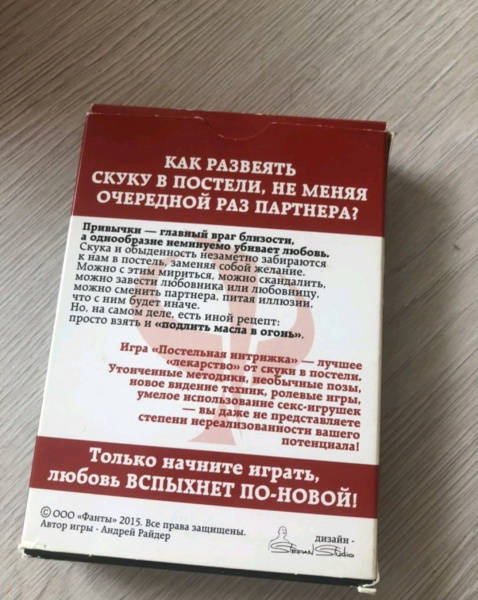 КАК РАЗВЕЯТЬ
СКУКУ В ПОСТЕЛИ, НЕ МЕНЯЯ
ОЧЕРЕДНОЙ РАЗ ПАРТНЕРА?
Привычки — главный враг близости,
а однообразие неминуемо убивает любовь.
Скука и обыденность незаметно забираются
к нам в постель, заменяя собой желание.
Можно с этим мириться, можно скандалить,
можно завести любовника или любовницу,
можно сменить партнера, питая иллюзии,
что с ним будет иначе.
Но, на самом деле, есть иной рецепт:
просто взять и «подлить масла в огонь».
Игра «Постельная интрижка» — лучшее
«лекарство» от скуки в постели.
Утонченные методики, необычные позы,
новое видение техник, ролевые игры,
умелое использование секс-игрушек
— вы даже не представляете
степени нереализованности вашего
потенциала!
Только начните играть,
любовь ВСПЫХНЕТ ПО-НОВОЙ!
© ООО «Фанты» 2015. Все права защищены.
Автор игры - Андрей Райдер
дизайн -
Stefan Studio